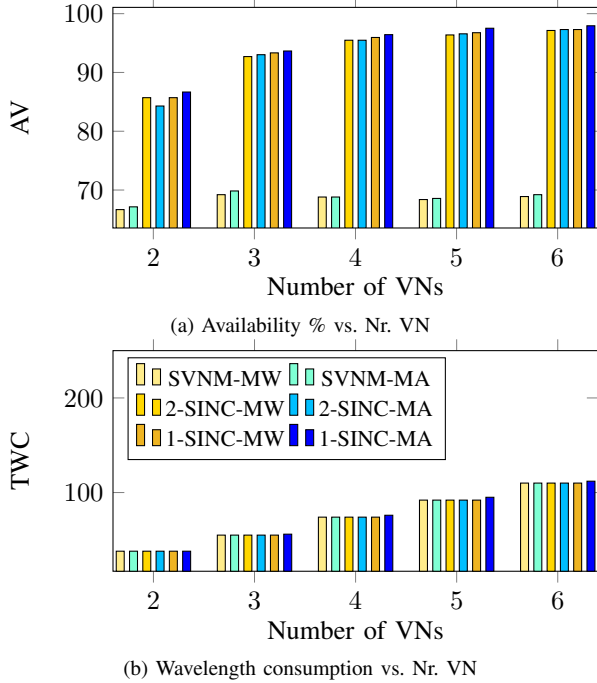 100
90
80
70
AV
2 3 4 5 6
Number of VNs
(a) Availability % vs. Nr. VN
SVNM-MW SVNM-MA
2-SINC-MW 2-SINC-MA
1-SINC-MW 1-SINC-MA
200
100
TWC
2 3 4 5 6
Number of VNs
(b) Wavelength consumption vs. Nr. VN